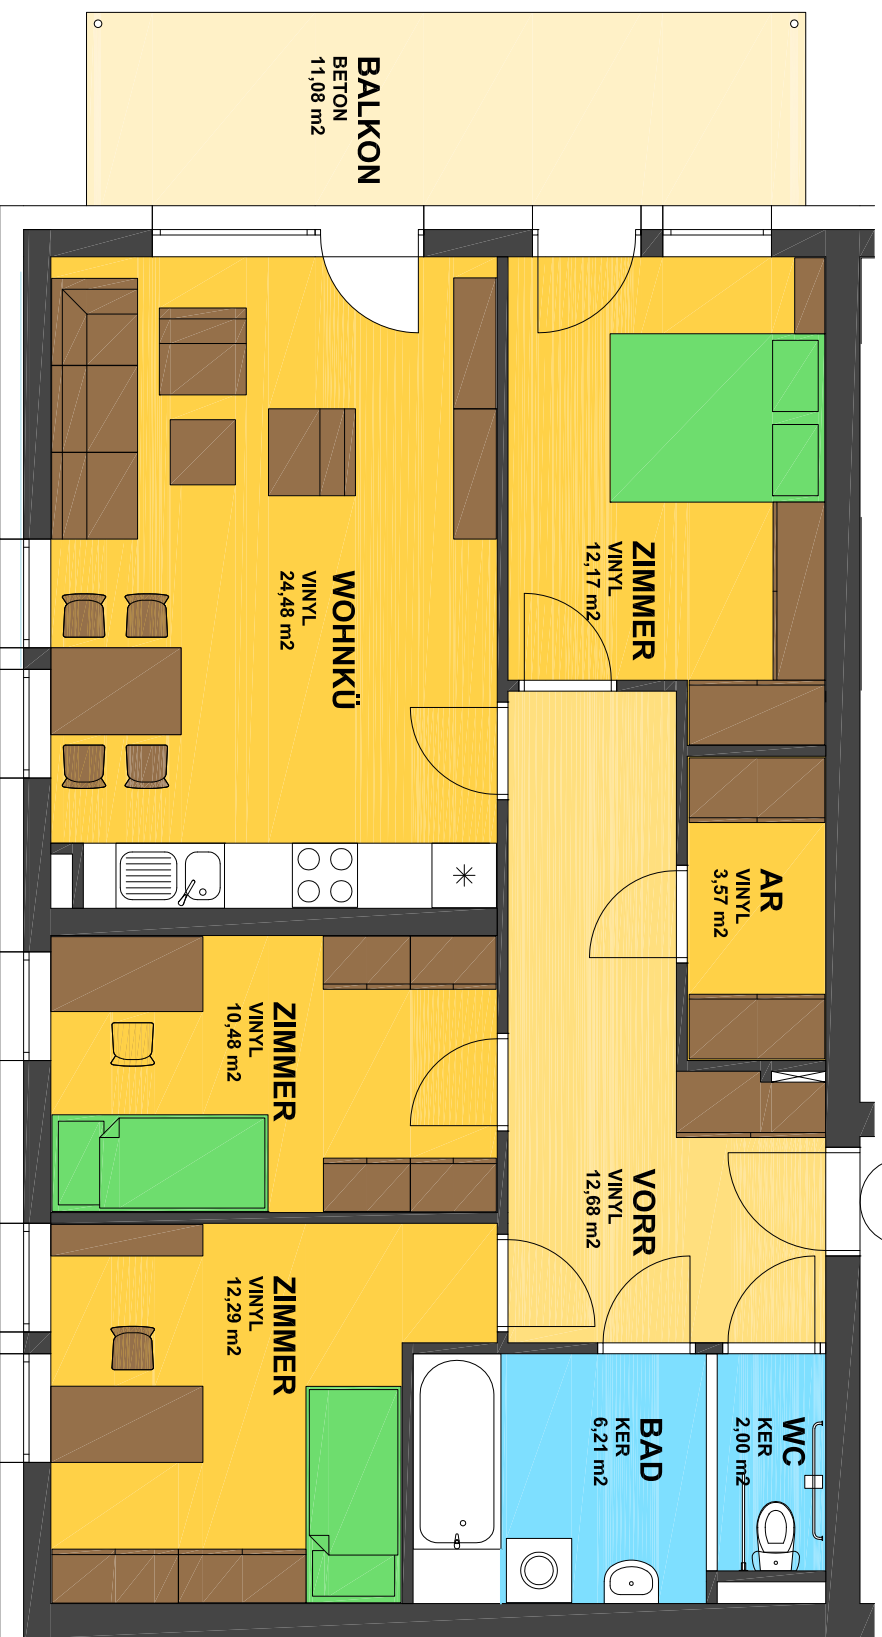 BALKON
BETON
11,08 m2
ZIMMER
VINYL
12,17 m2
WOHNKÜ
VINYL
24,48 m2
AR
VINYL
3,57 m2
ZIMMER
VINYL
10,48 m2
VORR
VINYL
12,68 m2
ZIMMER
VINYL
12,29 m2
BAD
KER
6,21 m2
WC
KER
2,00 m2